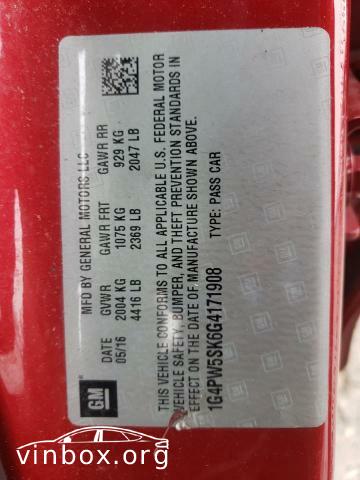 MFD BY GENERAL MOTORS LLC
DATE GVWR GAWR FRT GAWR RR
05/16 2004 KG 1075 KG 929 KG
4416 LB 2369 LB 2047 LB
THIS VEHICLE CONFORMS TO ALL APPLICABLE U.S. FEDERAL MOTOR
VEHICLE SAFETY, BUMPER, AND THEFT PREVENTION STANDARDS IN
EFFECT ON THE DATE OF MANUFACTURE SHOWN ABOVE.
1G4PW5SK6G4171908 TYPE: PASS CAR
GM
vinbox.org